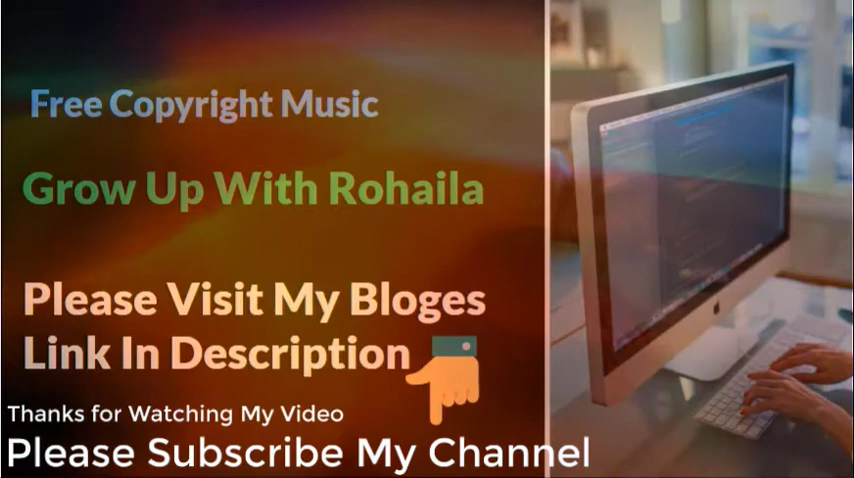 Free Copyright Music
Grow Up With Rohaila
Please Visit My Bloges
Link In Description
Thanks for Watching My Video
Please Subscribe My Channel